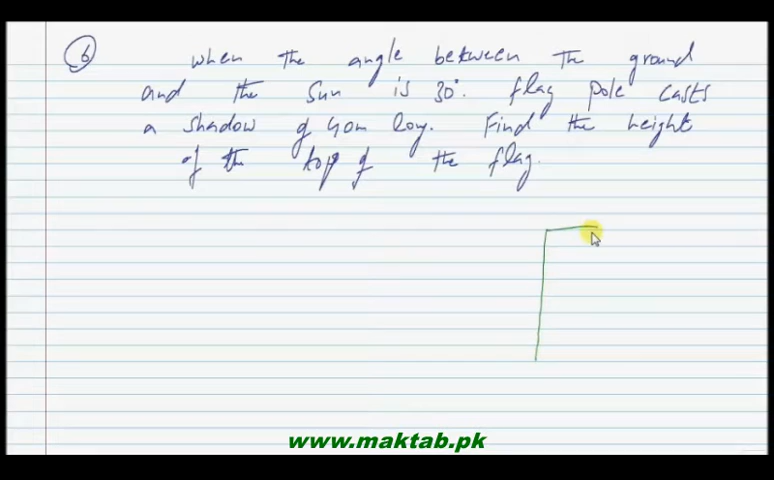 6 when the angle between the ground
and the sun is 30°. flag pole casts
a shadow of 40m long. Find the height
of the top of the flag.
www.maktab.pk